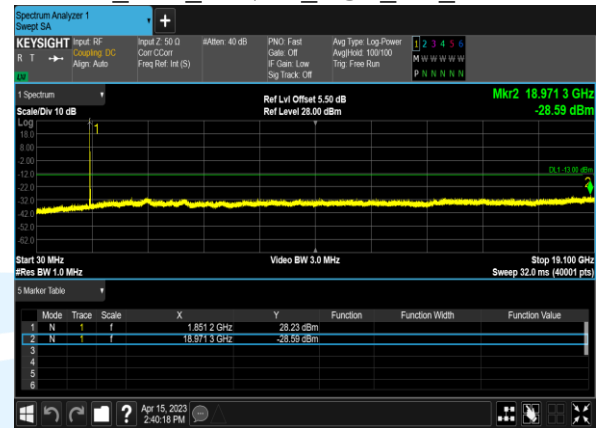 Spectrum Analyzer 1
Swept SA
+
KEYSIGHT
R T
LXI
Input: RF
Coupling: DC
Align: Auto
Input Z: 50 Ω
Corr CCorr
Freq Ref: Int (S)
#Atten: 40 dB
PNO: Fast
Gate: Off
IF Gain: Low
Sig Track: Off
Avg Type: Log-Power
Avg|Hold: 100/100
Trig: Free Run
1 2 3 4 5 6
M W W W W W
P N N N N N
1 Spectrum
Scale/Div 10 dB
Ref Lvl Offset 5.50 dB
Ref Level 28.00 dBm
Mkr2 18.971 3 GHz
-28.59 dBm
Log
18.0
8.00
-2.00
-12.0
-22.0
-32.0
-42.0
-52.0
-62.0
1
DL1 -13.00 dBm
2
Start 30 MHz
#Res BW 1.0 MHz
Video BW 3.0 MHz
Stop 19.100 GHz
Sweep 32.0 ms (40001 pts)
5 Marker Table
Mode Trace Scale X Y Function Function Width Function Value
1 N 1 f 1.851 2 GHz 28.23 dBm
2 N 1 f 18.971 3 GHz -28.59 dBm
3
4
5
6
?
Apr 15, 2023
2:40:18 PM